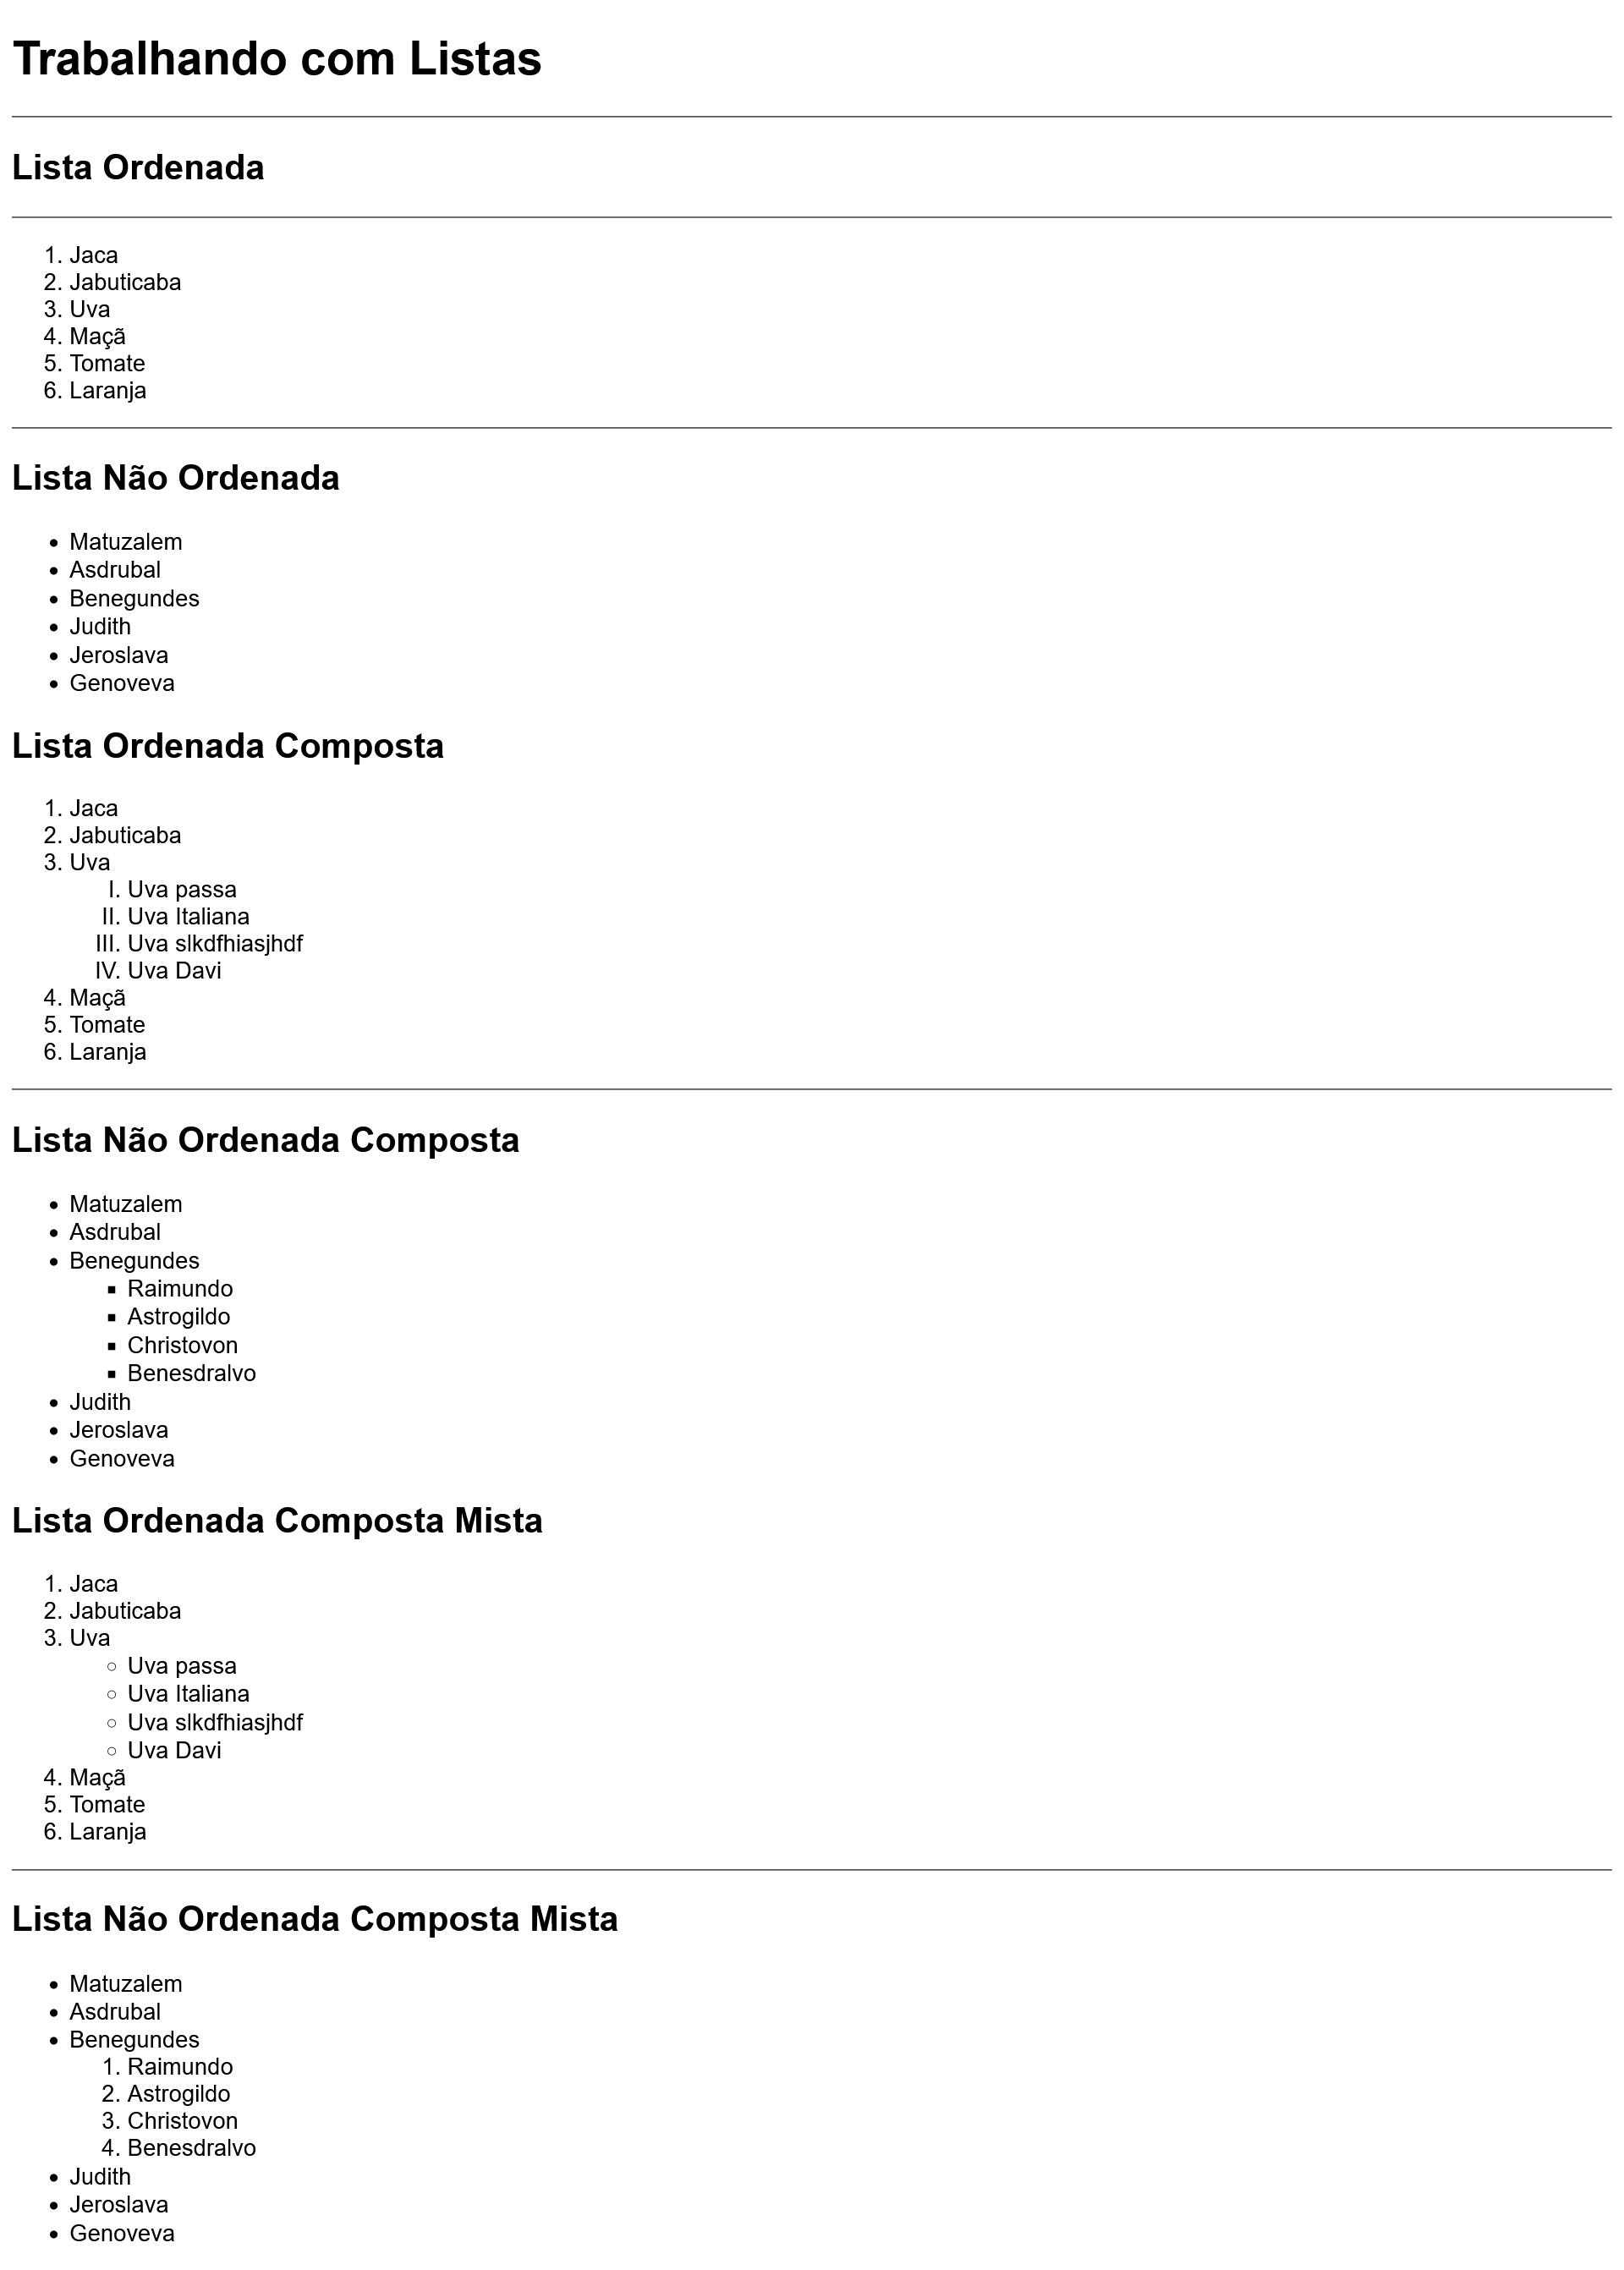 Trabalhando com Listas
Lista Ordenada
1. Jaca
2. Jabuticaba
3. Uva
4. Maçã
5. Tomate
6. Laranja
Lista Não Ordenada
• Matuzalem
• Asdrubal
• Benegundes
• Judith
• Jeroslava
• Genoveva
Lista Ordenada Composta
1. Jaca
2. Jabuticaba
3. Uva
I. Uva passa
II. Uva Italiana
III. Uva slkdfhiasjhdf
IV. Uva Davi
4. Maçã
5. Tomate
6. Laranja
Lista Não Ordenada Composta
• Matuzalem
• Asdrubal
• Benegundes
▪ Raimundo
▪ Astrogildo
▪ Christovon
▪ Benesdralvo
• Judith
• Jeroslava
• Genoveva
Lista Ordenada Composta Mista
1. Jaca
2. Jabuticaba
3. Uva
◦ Uva passa
◦ Uva Italiana
◦ Uva slkdfhiasjhdf
◦ Uva Davi
4. Maçã
5. Tomate
6. Laranja
Lista Não Ordenada Composta Mista
• Matuzalem
• Asdrubal
• Benegundes
1. Raimundo
2. Astrogildo
3. Christovon
4. Benesdralvo
• Judith
• Jeroslava
• Genoveva